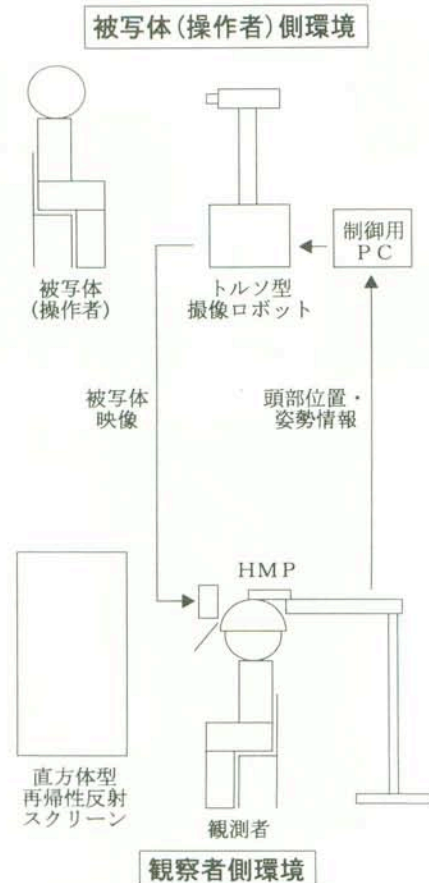 被写体(操作者)側環境
被写体
(操作者)
トルソ型
撮像ロボット
制御用
PC
被写体
映像
頭部位置・
姿勢情報
HMP
直方体型
再帰性反射
スクリーン
観測者
観察者側環境